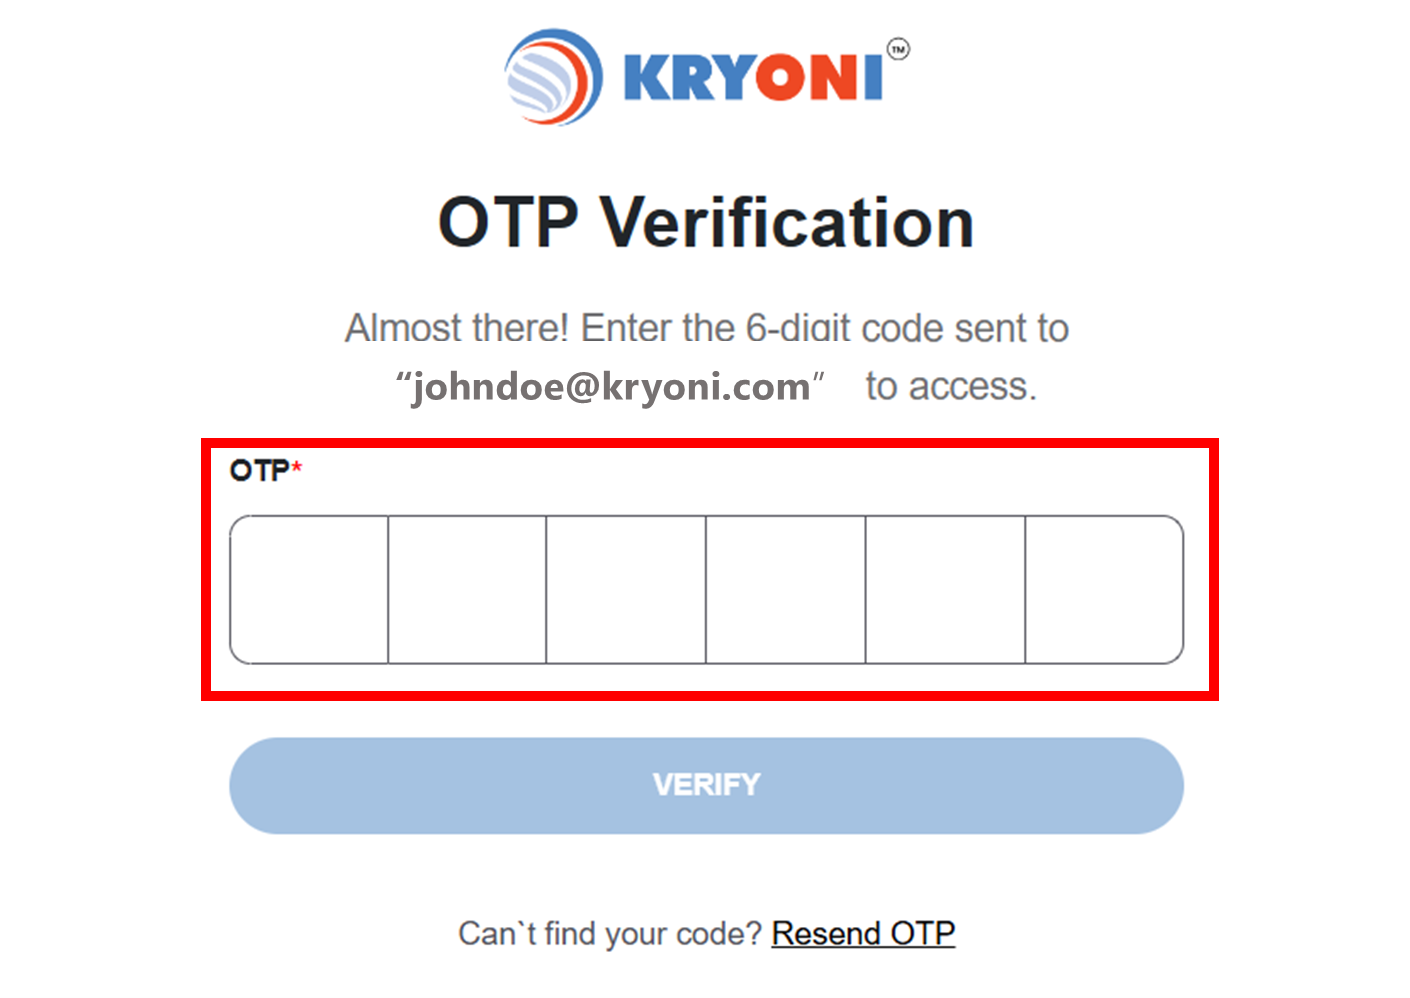 KRYONI™
OTP Verification
Almost there! Enter the 6-digit code sent to
“johndoe@kryoni.com” to access.
OTP*
VERIFY
Can`t find your code? Resend OTP